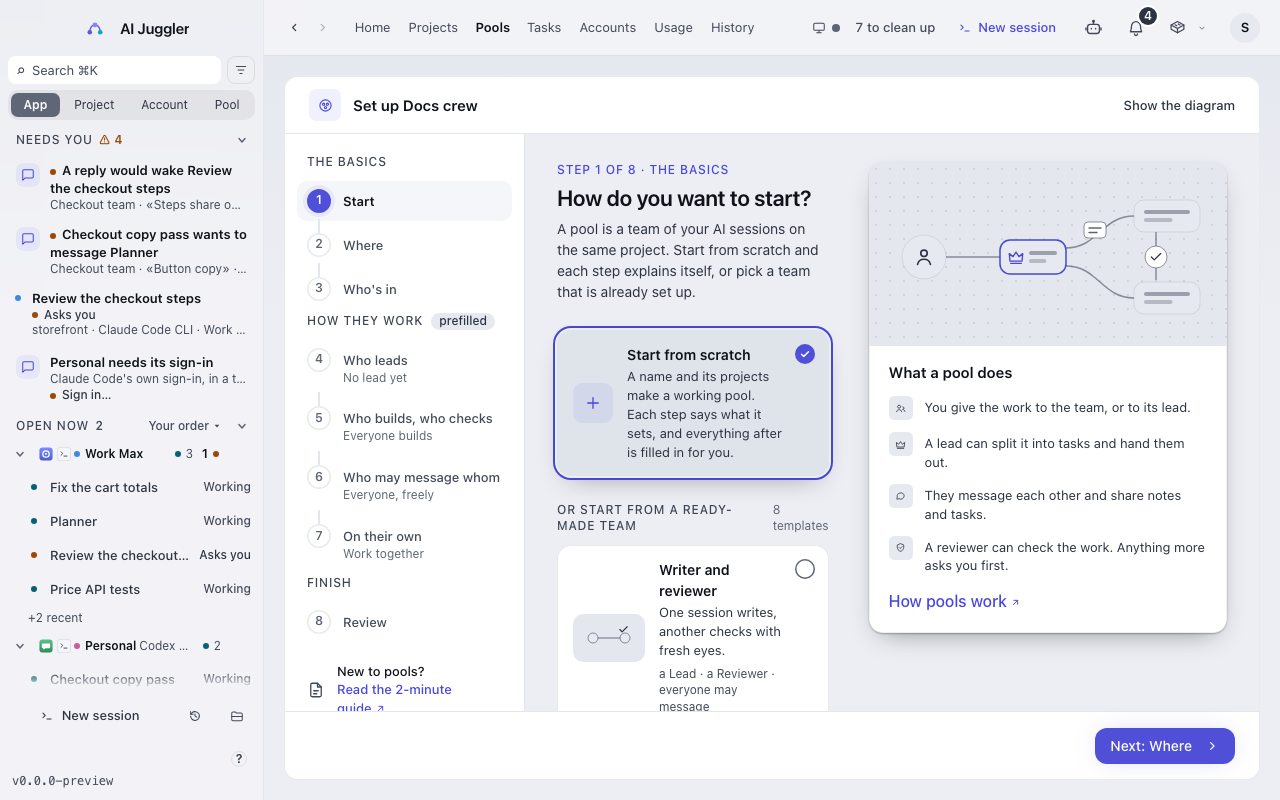 AI Juggler
Search ⌘K
App Project Account Pool
NEEDS YOU 4
A reply would wake Review
the checkout steps
Checkout team · «Steps share o…
Checkout copy pass wants to
message Planner
Checkout team · «Button copy» ·…
Review the checkout steps
Asks you
storefront · Claude Code CLI · Work …
Personal needs its sign-in
Claude Code's own sign-in, in a t…
Sign in…
OPEN NOW 2 Your order
Work Max 3 1
Fix the cart totals Working
Planner Working
Review the checkout… Asks you
Price API tests Working
+2 recent
Personal Codex … 2
Checkout copy pass Working
New session
?
v0.0.0-preview
Home Projects Pools Tasks Accounts Usage History
7 to clean up
New session
4
S
Set up Docs crew
Show the diagram
THE BASICS
1 Start
2 Where
3 Who's in
HOW THEY WORK prefilled
4 Who leads
No lead yet
5 Who builds, who checks
Everyone builds
6 Who may message whom
Everyone, freely
7 On their own
Work together
FINISH
8 Review
New to pools?
Read the 2-minute
guide ↗
STEP 1 OF 8 · THE BASICS
How do you want to start?
A pool is a team of your AI sessions on
the same project. Start from scratch and
each step explains itself, or pick a team
that is already set up.
Start from scratch
A name and its projects
make a working pool.
Each step says what it
sets, and everything after
is filled in for you.
OR START FROM A READY-
MADE TEAM
8
templates
Writer and
reviewer
One session writes,
another checks with
fresh eyes.
a Lead · a Reviewer ·
everyone may
message
What a pool does
You give the work to the team, or to its lead.
A lead can split it into tasks and hand them
out.
They message each other and share notes
and tasks.
A reviewer can check the work. Anything more
asks you first.
How pools work ↗
Next: Where